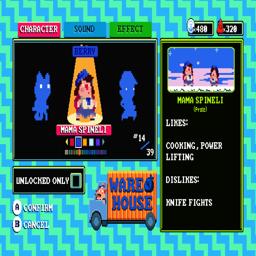 CHARACTER
SOUND
EFFECT
480
320
BERRY
MAMA SPINELI
#14
/39
UNLOCKED ONLY
A CONFIRM
B CANCEL
WARE
HOUSE
MAMA SPINELI
LIKES:
COOKING, POWER
LIFTING
DISLIKES:
KNIFE FIGHTS